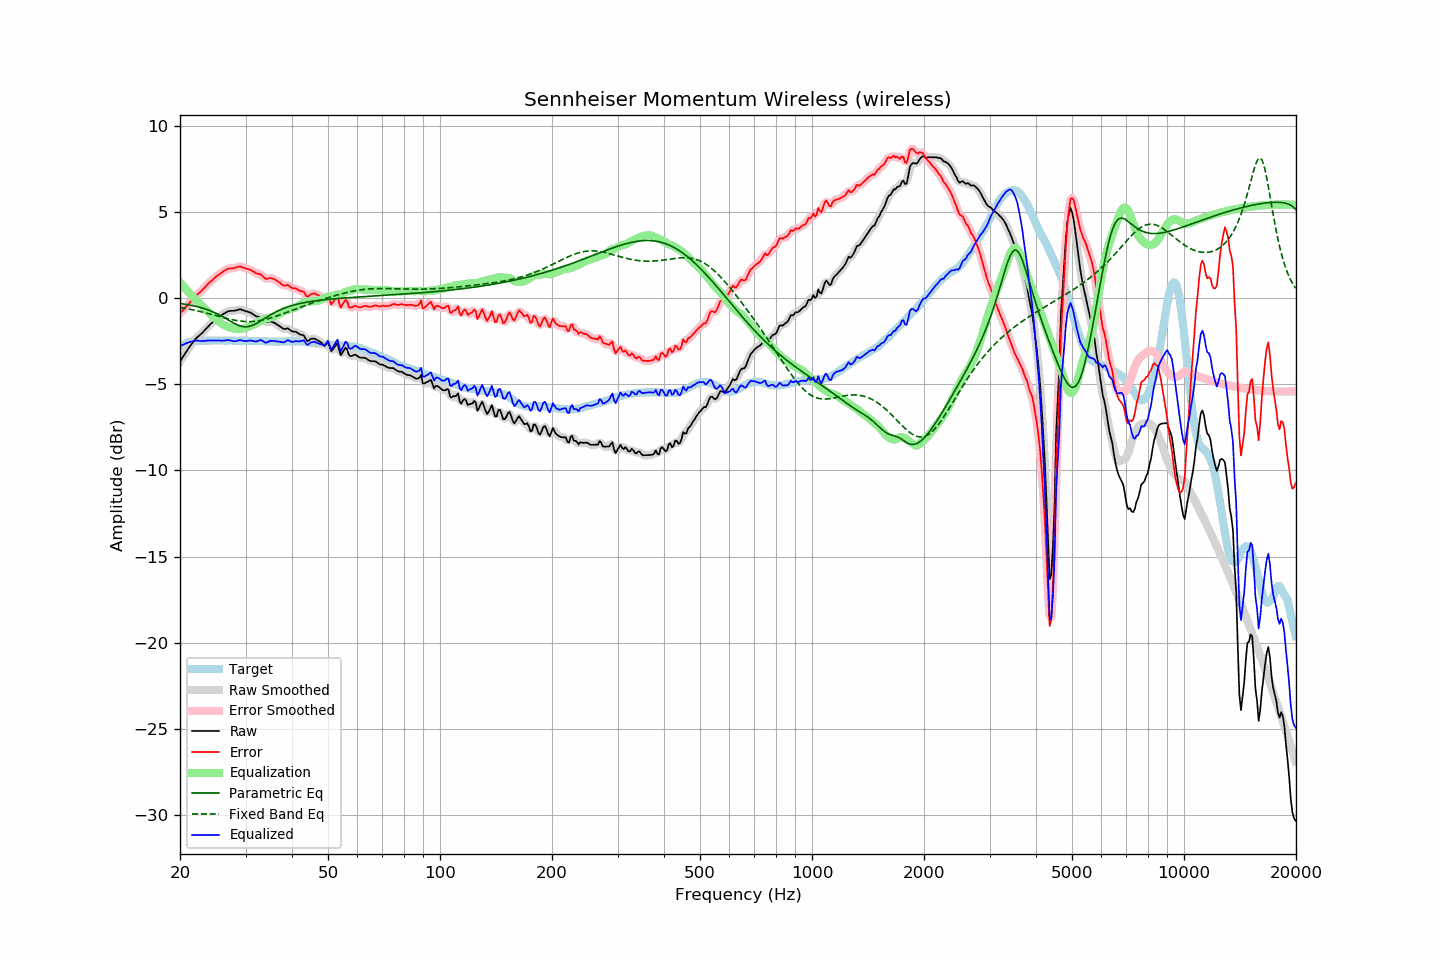 Sennheiser Momentum Wireless (wireless)
10
5
0
−5
−10
−15
−20
−25
−30
Amplitude (dBr)
Target
Raw Smoothed
Error Smoothed
Raw
Error
Equalization
Parametric Eq
Fixed Band Eq
Equalized
20 50 100 200 500 1000 2000 5000 10000 20000
Frequency (Hz)